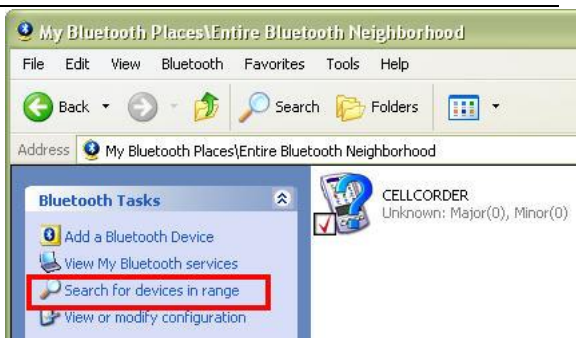 My Bluetooth Places\Entire Bluetooth Neighborhood
File Edit View Bluetooth Favorites Tools Help
Back Search Folders
Address My Bluetooth Places\Entire Bluetooth Neighborhood
Bluetooth Tasks
Add a Bluetooth Device
View My Bluetooth services
Search for devices in range
View or modify configuration
CELLCORDER
Unknown: Major(0), Minor(0)